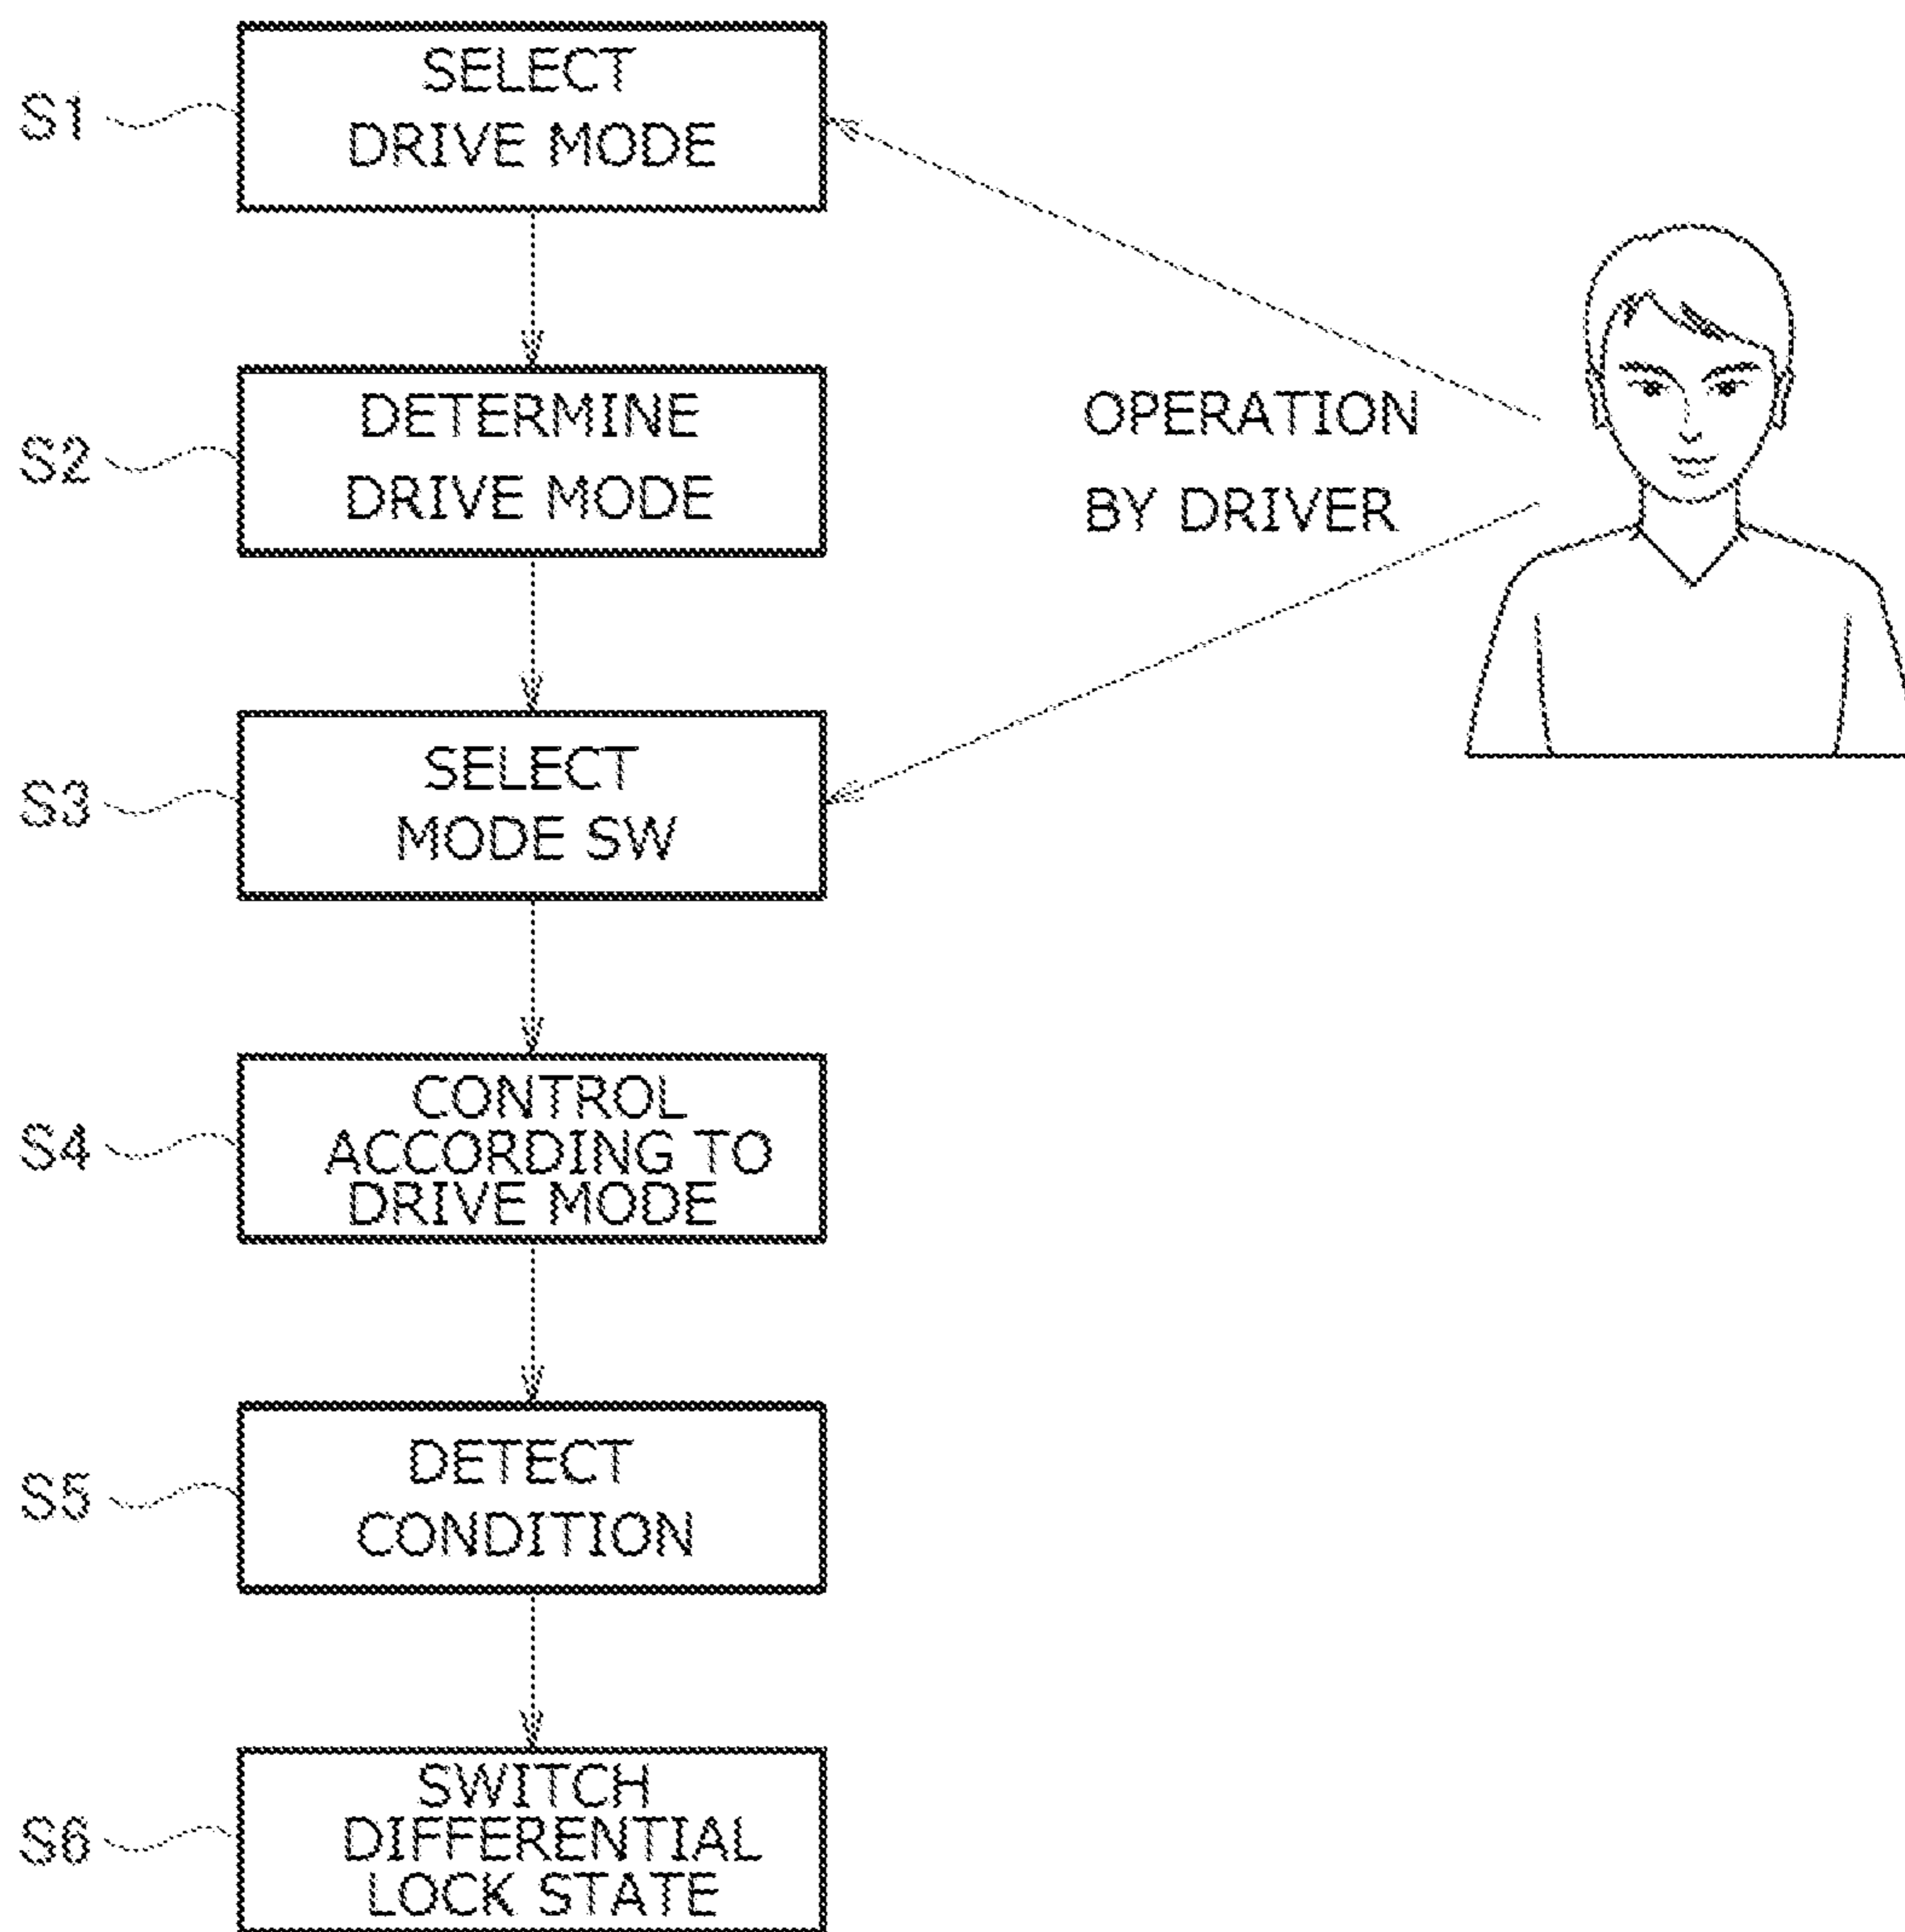 S1
SELECT
DRIVE MODE
S2
DETERMINE
DRIVE MODE
OPERATION
BY DRIVER
S3
SELECT
MODE SW
S4
CONTROL
ACCORDING TO
DRIVE MODE
S5
DETECT
CONDITION
S6
SWITCH
DIFFERENTIAL
LOCK STATE